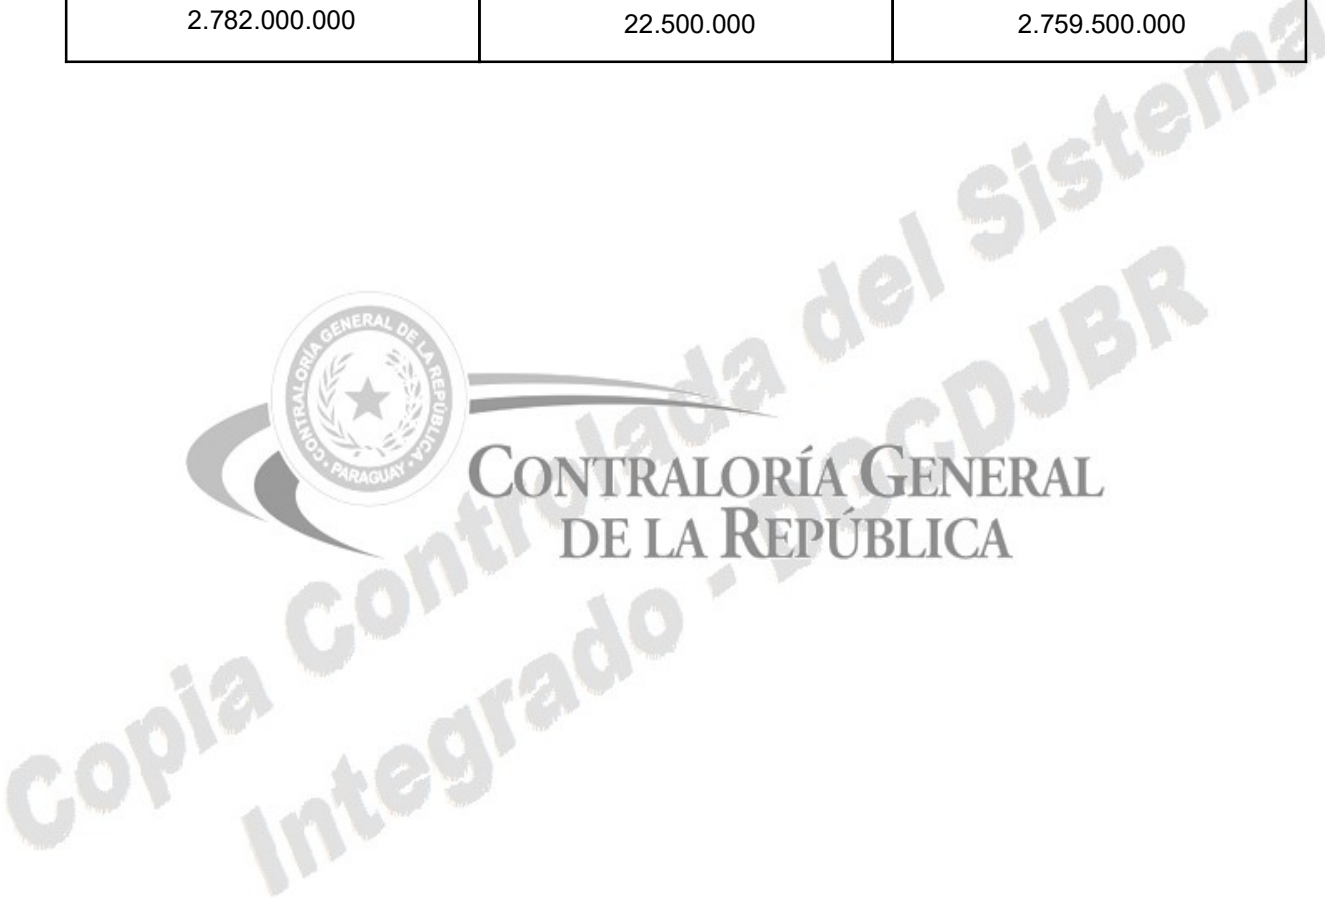 2.782.000.000 22.500.000 2.759.500.000
CONTRALORÍA GENERAL DE LA REPÚBLICA
PARAGUAY
CONTRALORÍA GENERAL
DE LA REPÚBLICA
Copia Controlada del Sistema
Integrado - DGCDJBR